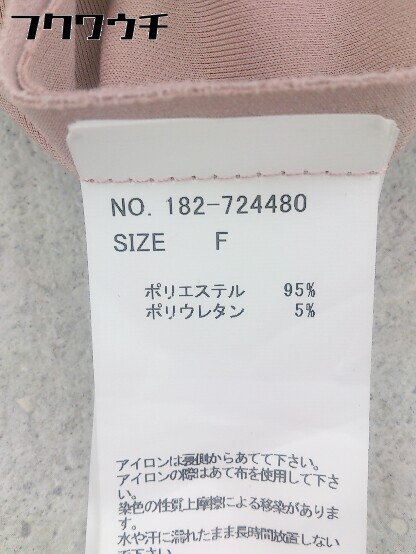 フクワウチ
NO. 182-724480
SIZE F
ポリエステル 95%
ポリウレタン 5%
アイロンは裏側からあてて下さい。
アイロンの際はあて布を使用して下さ
い。
染色の性質上摩擦による移染がありま
す。
水や汗に濡れたまま長時間放置しない
で下さい。